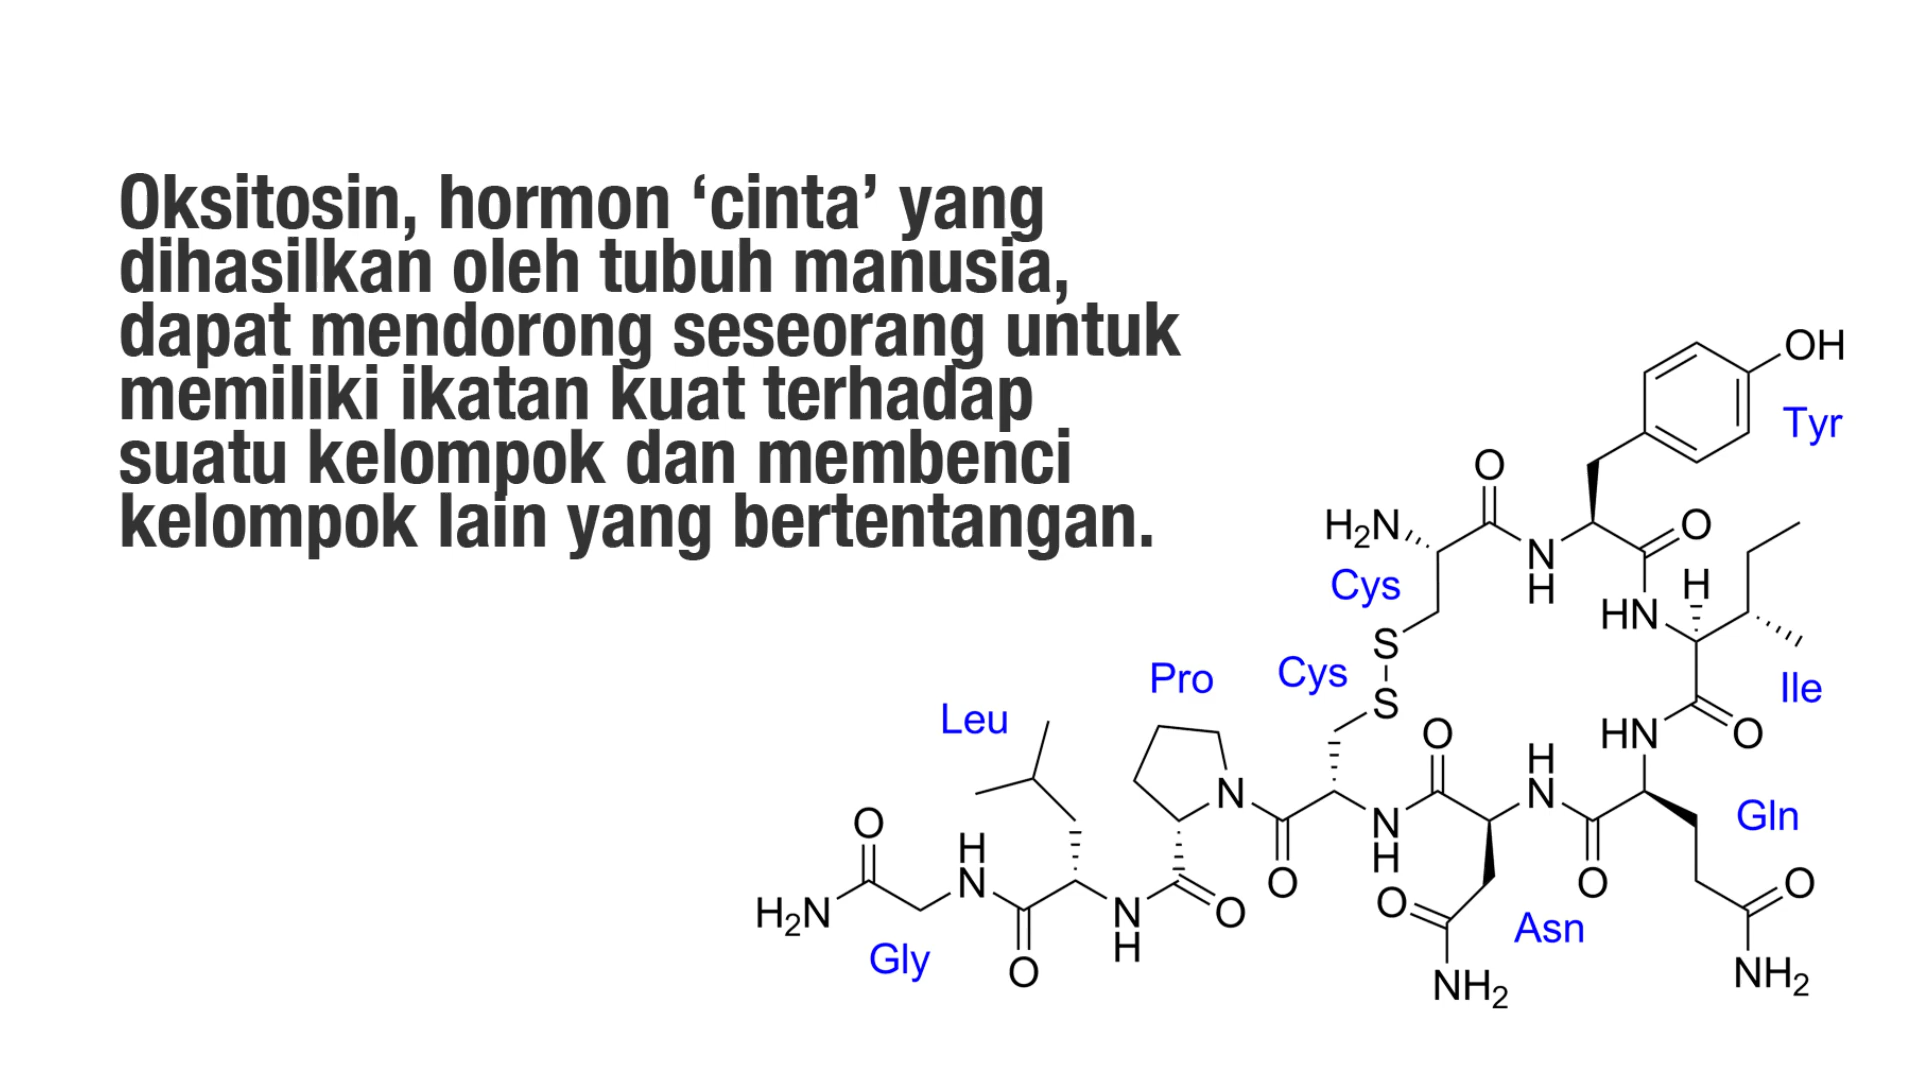 Oksitosin, hormon ‘cinta’ yang
dihasilkan oleh tubuh manusia,
dapat mendorong seseorang untuk
memiliki ikatan kuat terhadap
suatu kelompok dan membenci
kelompok lain yang bertentangan.
OH
Tyr
O
H₂N
O
N
H
Cys
H
HN
S
Cys
S
Pro
Ile
Leu
O
HN
O
H
N
N
Gln
O
N
H
H
N
O
O
O
O
H₂N
N
H
O
O
Asn
Gly
O
NH₂
NH₂